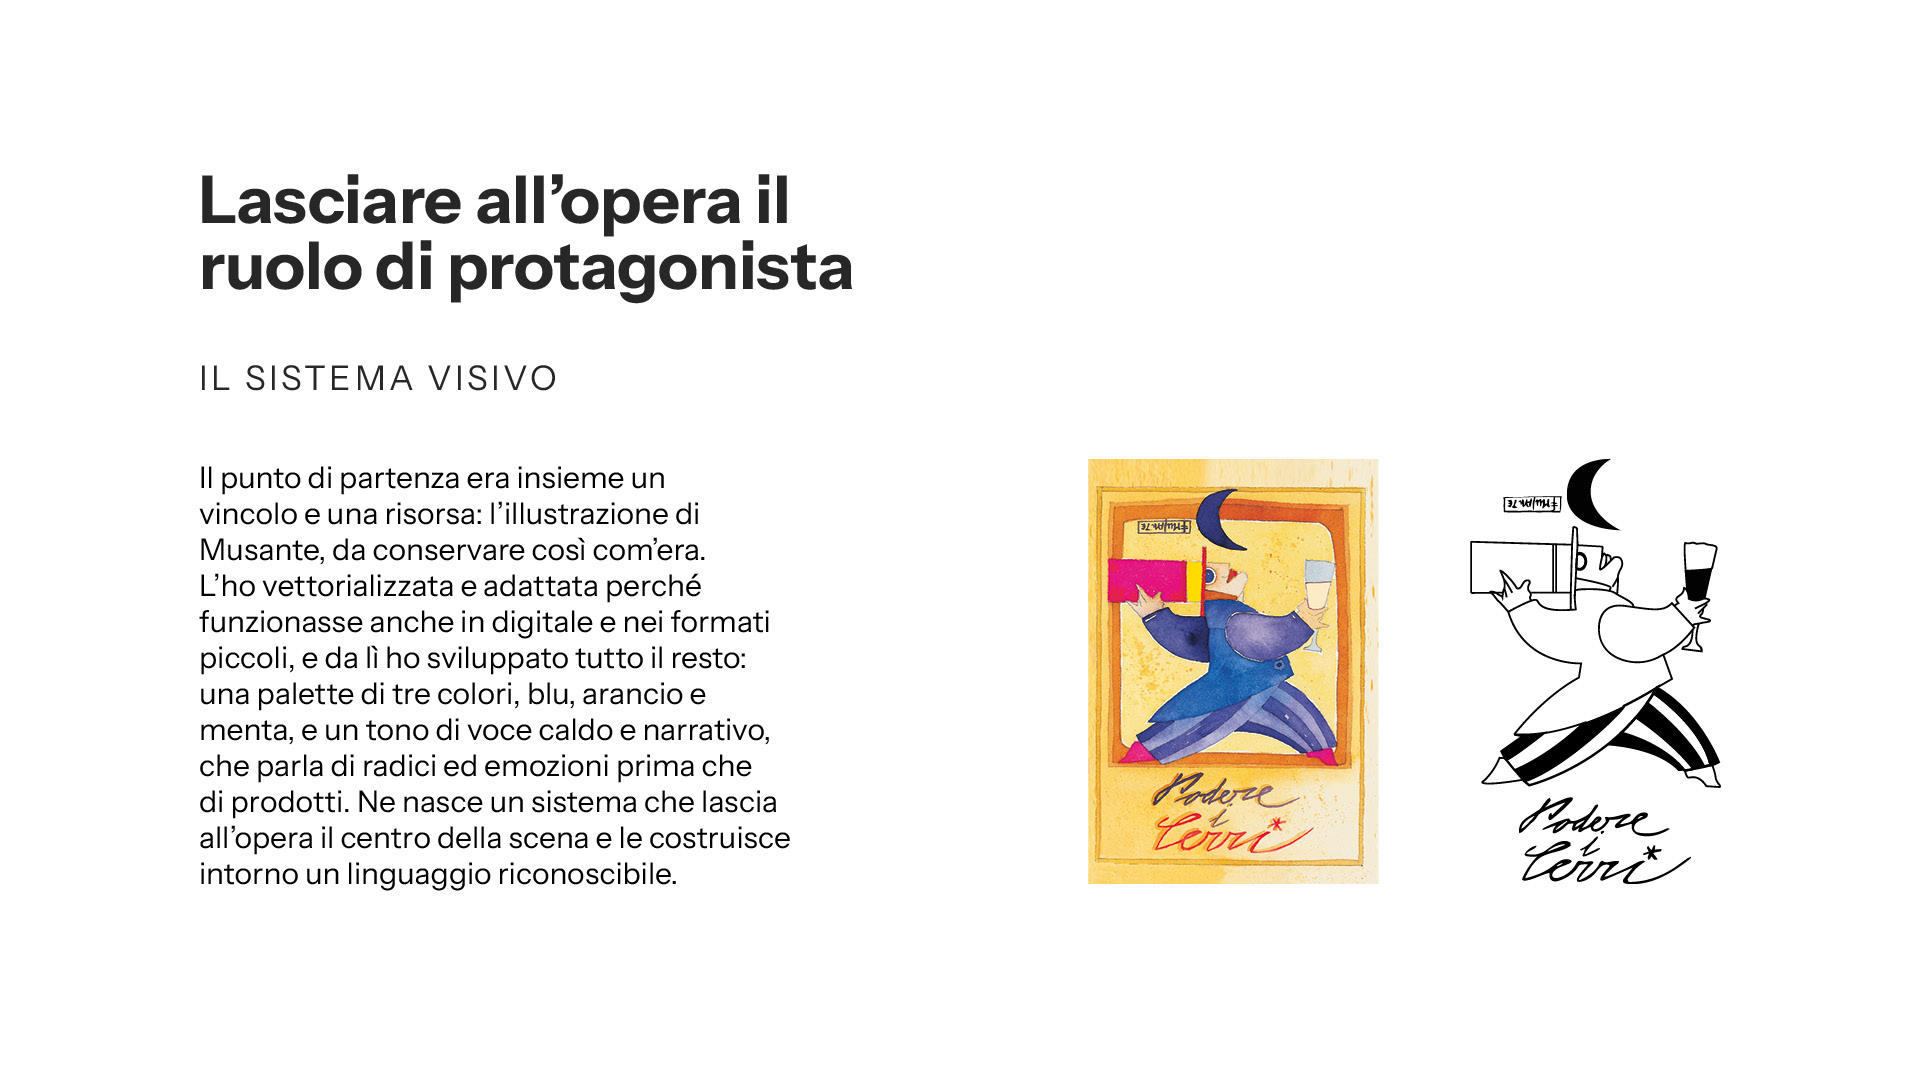 Lasciare all’opera il
ruolo di protagonista
IL SISTEMA VISIVO
Il punto di partenza era insieme un
vincolo e una risorsa: l’illustrazione di
Musante, da conservare così com’era.
L’ho vettorializzata e adattata perché
funzionasse anche in digitale e nei formati
piccoli, e da lì ho sviluppato tutto il resto:
una palette di tre colori, blu, arancio e
menta, e un tono di voce caldo e narrativo,
che parla di radici ed emozioni prima che
di prodotti. Ne nasce un sistema che lascia
all’opera il centro della scena e le costruisce
intorno un linguaggio riconoscibile.
Podere
i
Cerri*
Podere
i
Cerri*